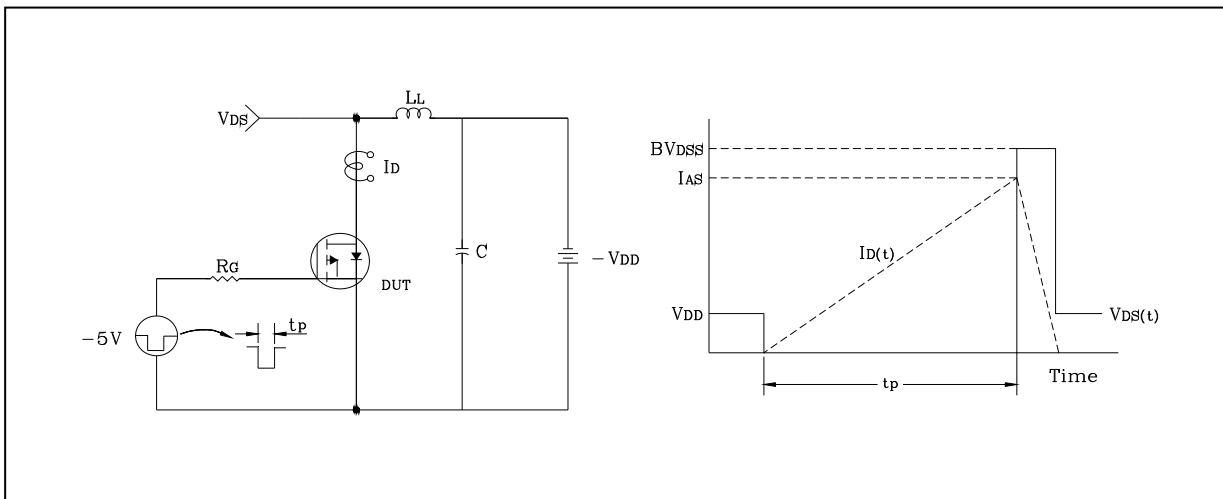 LL
VDS
ID
RG
C
-VDD
DUT
tp
-5V
BVDSS
IAS
ID(t)
VDD
VDS(t)
tp
Time